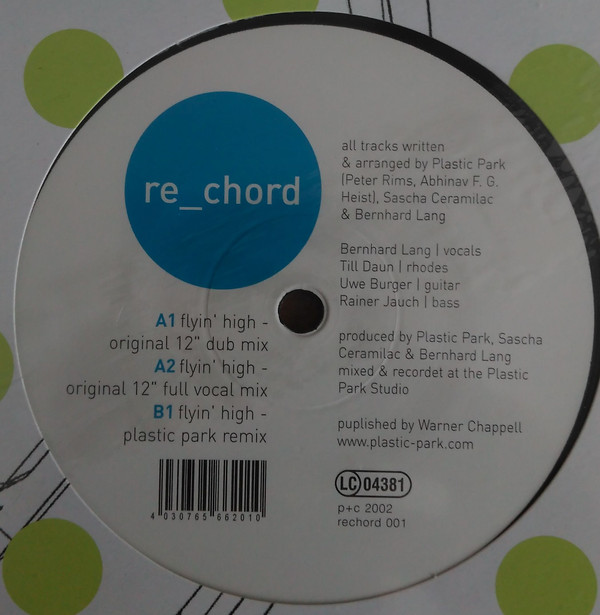 re_chord
A1 flyin' high -
original 12" dub mix
A2 flyin' high -
original 12" full vocal mix
B1 flyin' high -
plastic park remix
4 030765 662010
all tracks written
& arranged by Plastic Park
(Peter Rims, Abhinav F. G.
Heist), Sascha Ceramilac
& Bernhard Lang
Bernhard Lang | vocals
Till Daun | rhodes
Uwe Burger | guitar
Rainer Jauch | bass
produced by Plastic Park, Sascha
Ceramilac & Bernhard Lang
mixed & recordet at the Plastic
Park Studio
puplished by Warner Chappell
www.plastic-park.com
LC 04381
p+c 2002
rechord 001